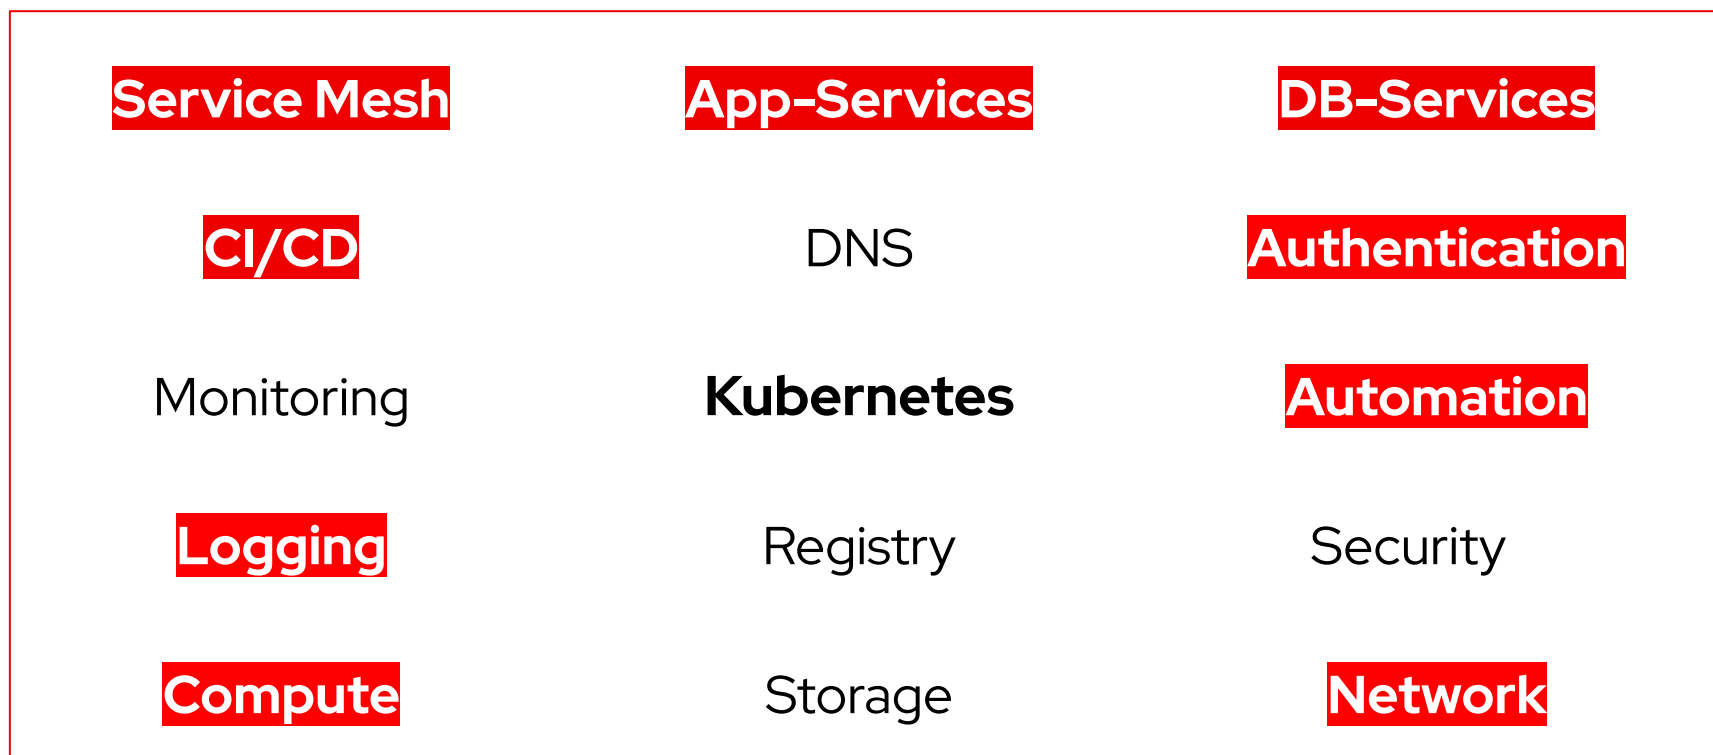 Service Mesh App-Services DB-Services
CI/CD DNS Authentication
Monitoring Kubernetes Automation
Logging Registry Security
Compute Storage Network